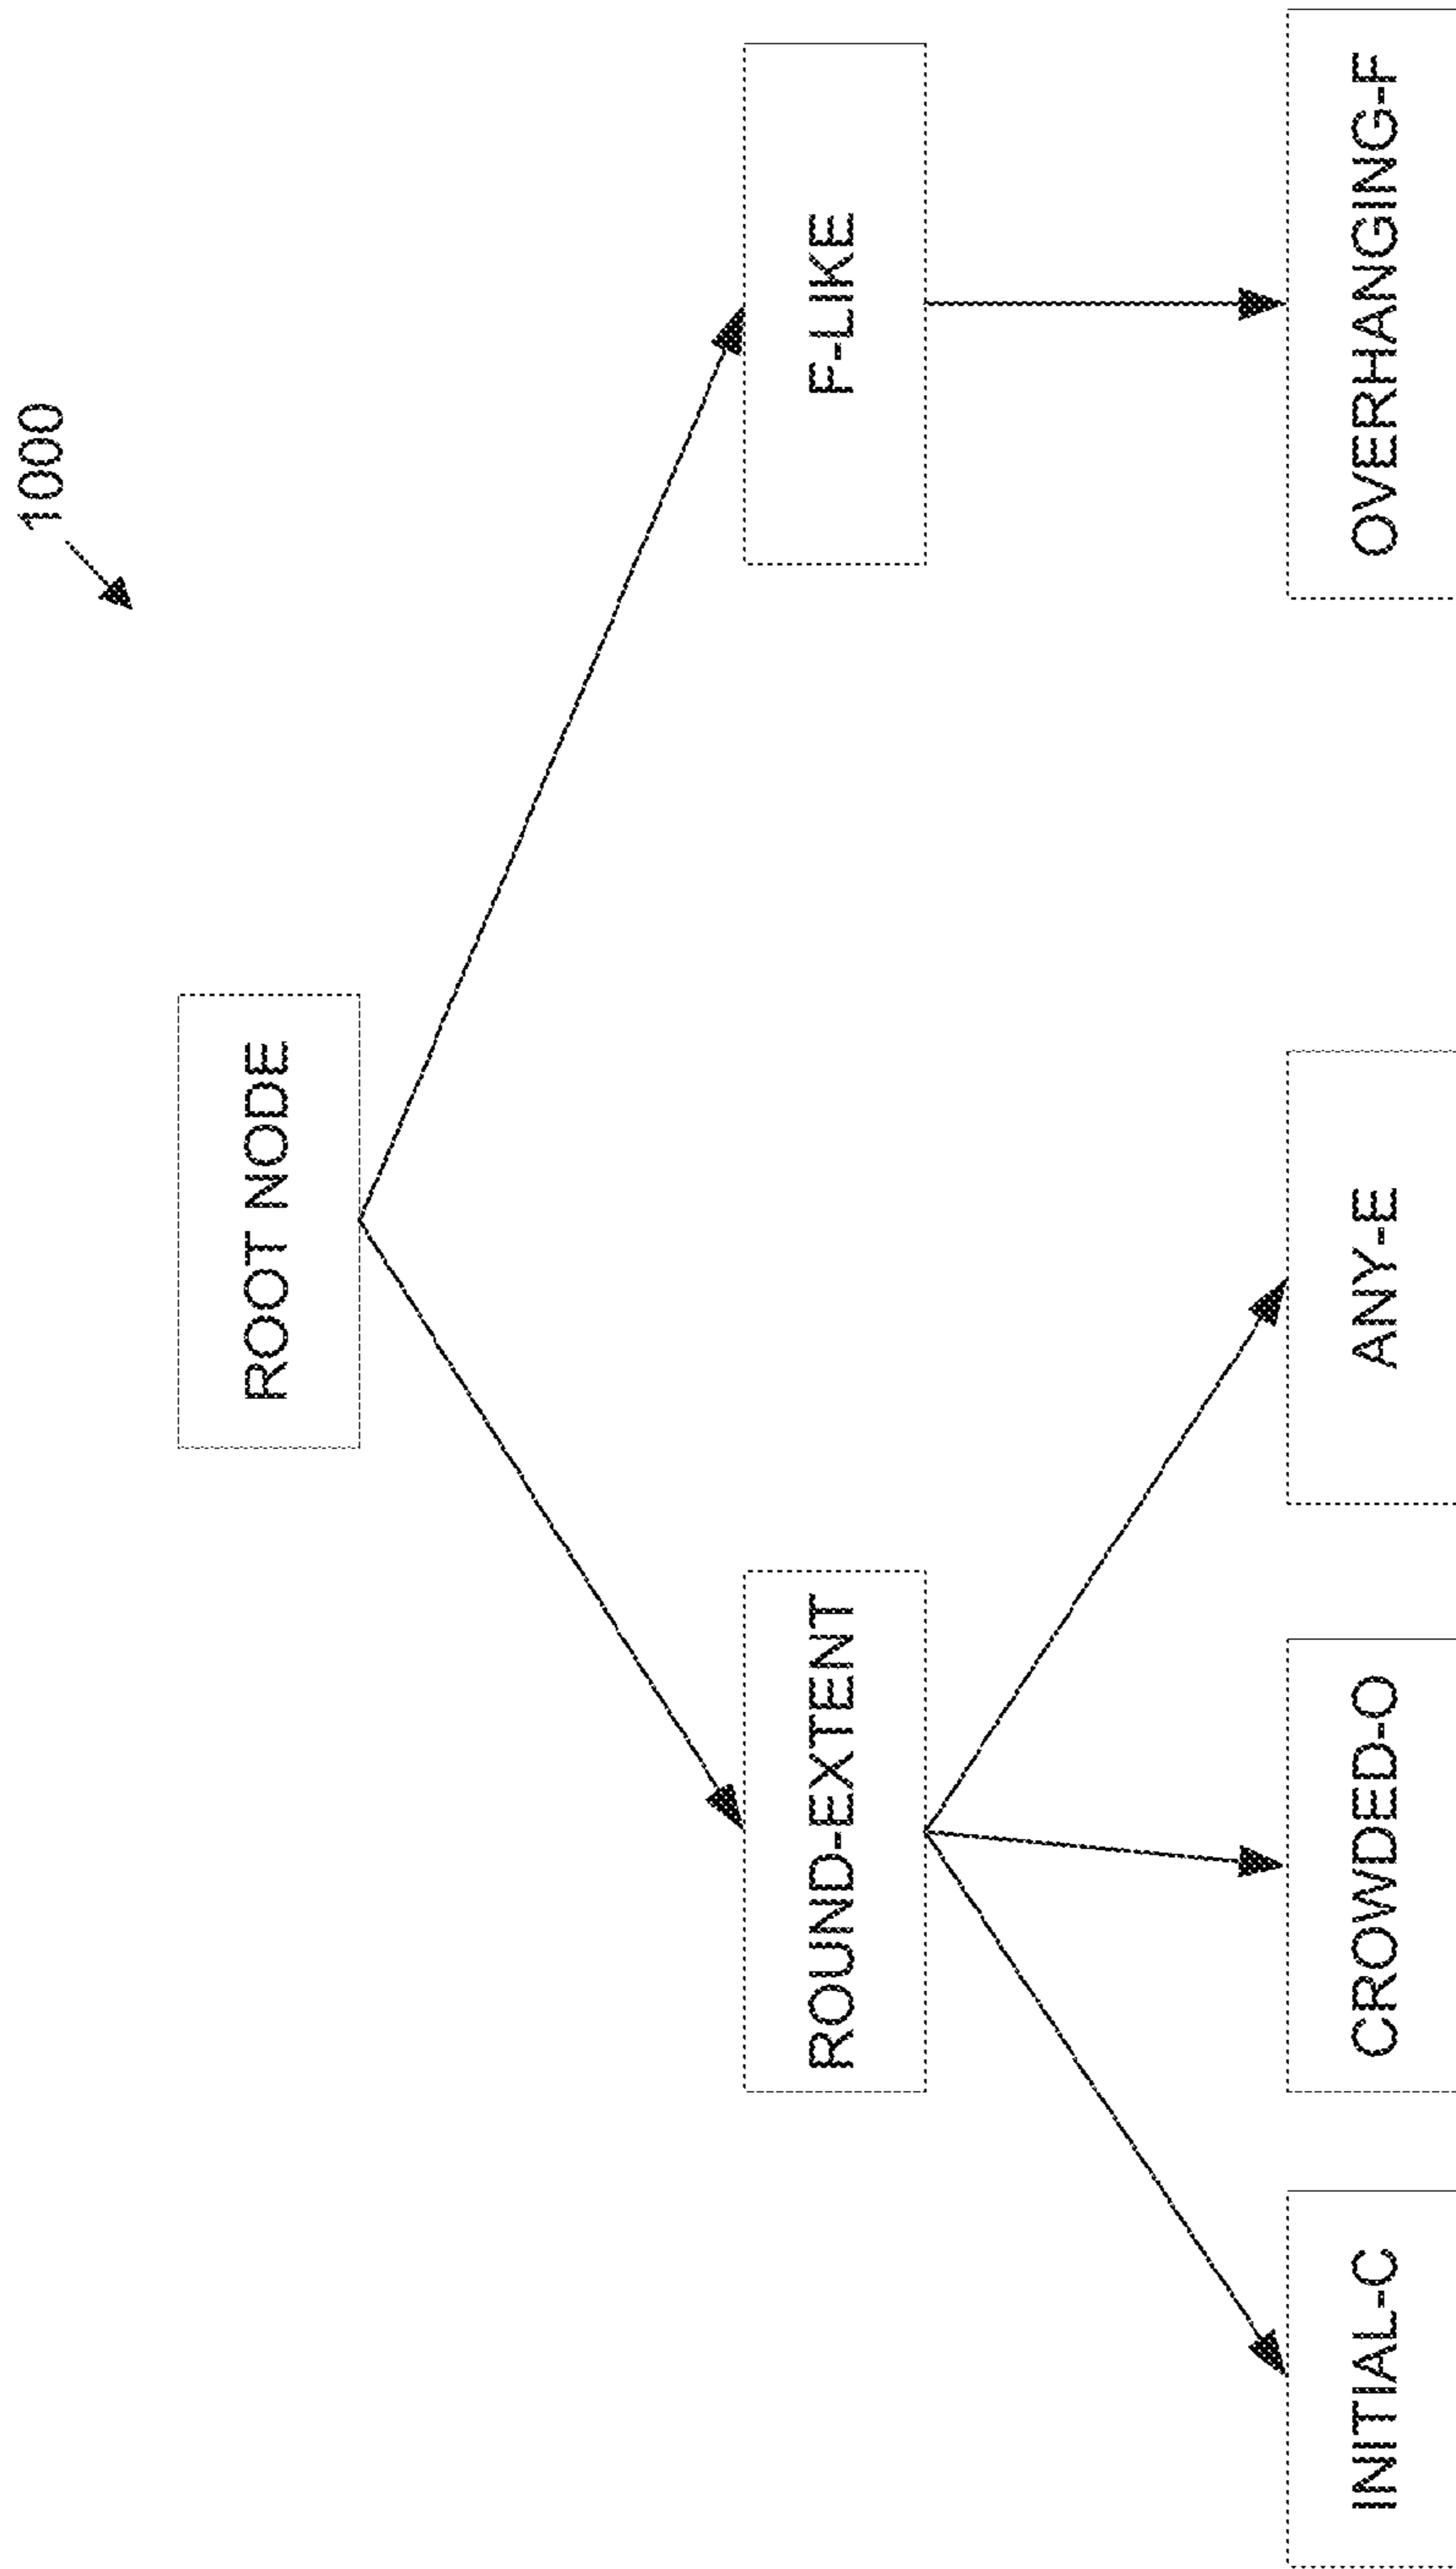 1000
ROOT NODE
ROUND-EXTENT
F-LIKE
INITIAL-C
CROWDED-O
ANY-E
OVERHANGING-F